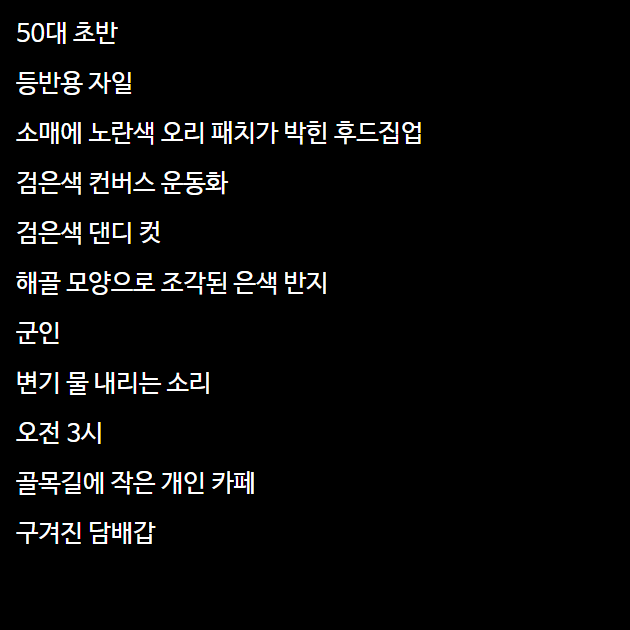 50대 초반
등반용 자일
소매에 노란색 오리 패치가 박힌 후드집업
검은색 컨버스 운동화
검은색 댄디 컷
해골 모양으로 조각된 은색 반지
군인
변기 물 내리는 소리
오전 3시
골목길에 작은 개인 카페
구겨진 담배갑